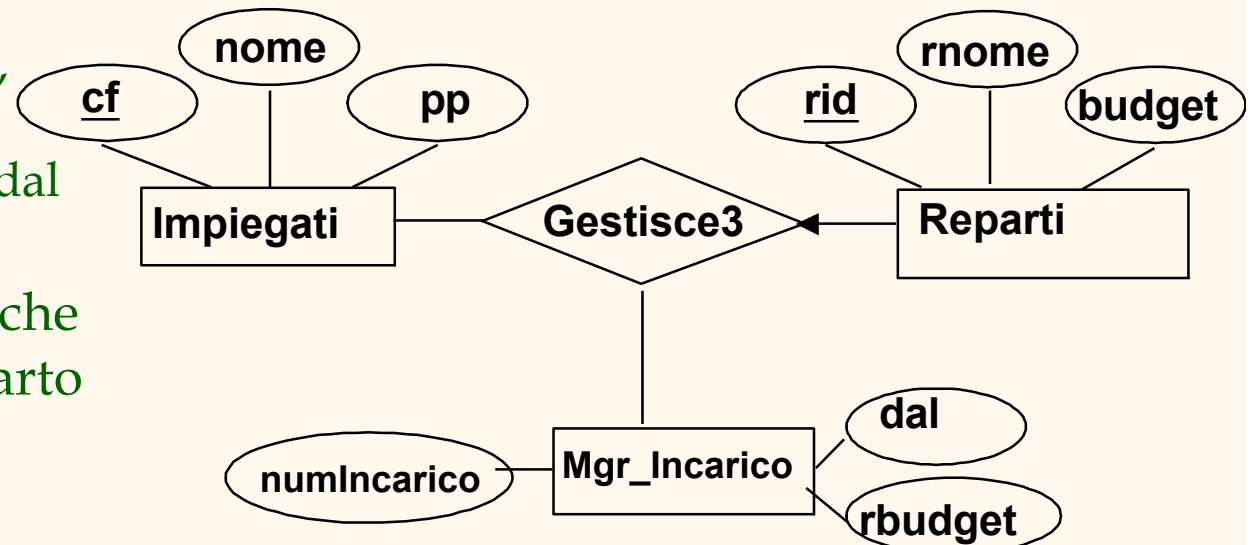 nome
rnome
cf
pp
rid
budget
dal
Impiegati
Gestisce3
Reparti
che
arto
dal
numIncarico
Mgr_Incarico
rbudget